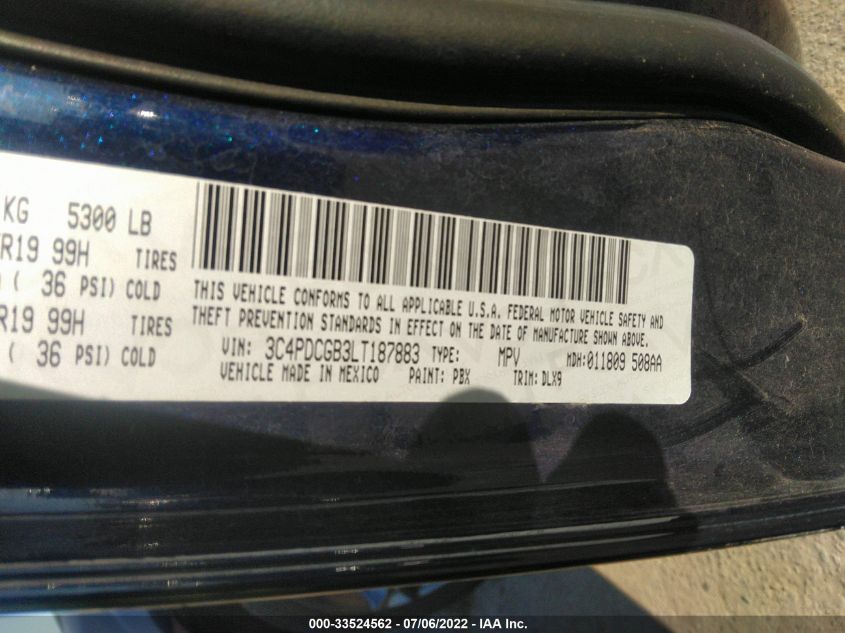 KG 5300 LB
R19 99H TIRES
( 36 PSI) COLD
R19 99H TIRES
( 36 PSI) COLD
THIS VEHICLE CONFORMS TO ALL APPLICABLE U.S.A. FEDERAL MOTOR VEHICLE SAFETY AND
THEFT PREVENTION STANDARDS IN EFFECT ON THE DATE OF MANUFACTURE SHOWN ABOVE.
VIN: 3C4PDCGB3LT187883 TYPE: MPV MDH:011809 508AA
VEHICLE MADE IN MEXICO PAINT: PBX TRIM: DLX9
000-33524562 - 07/06/2022 - IAA Inc.